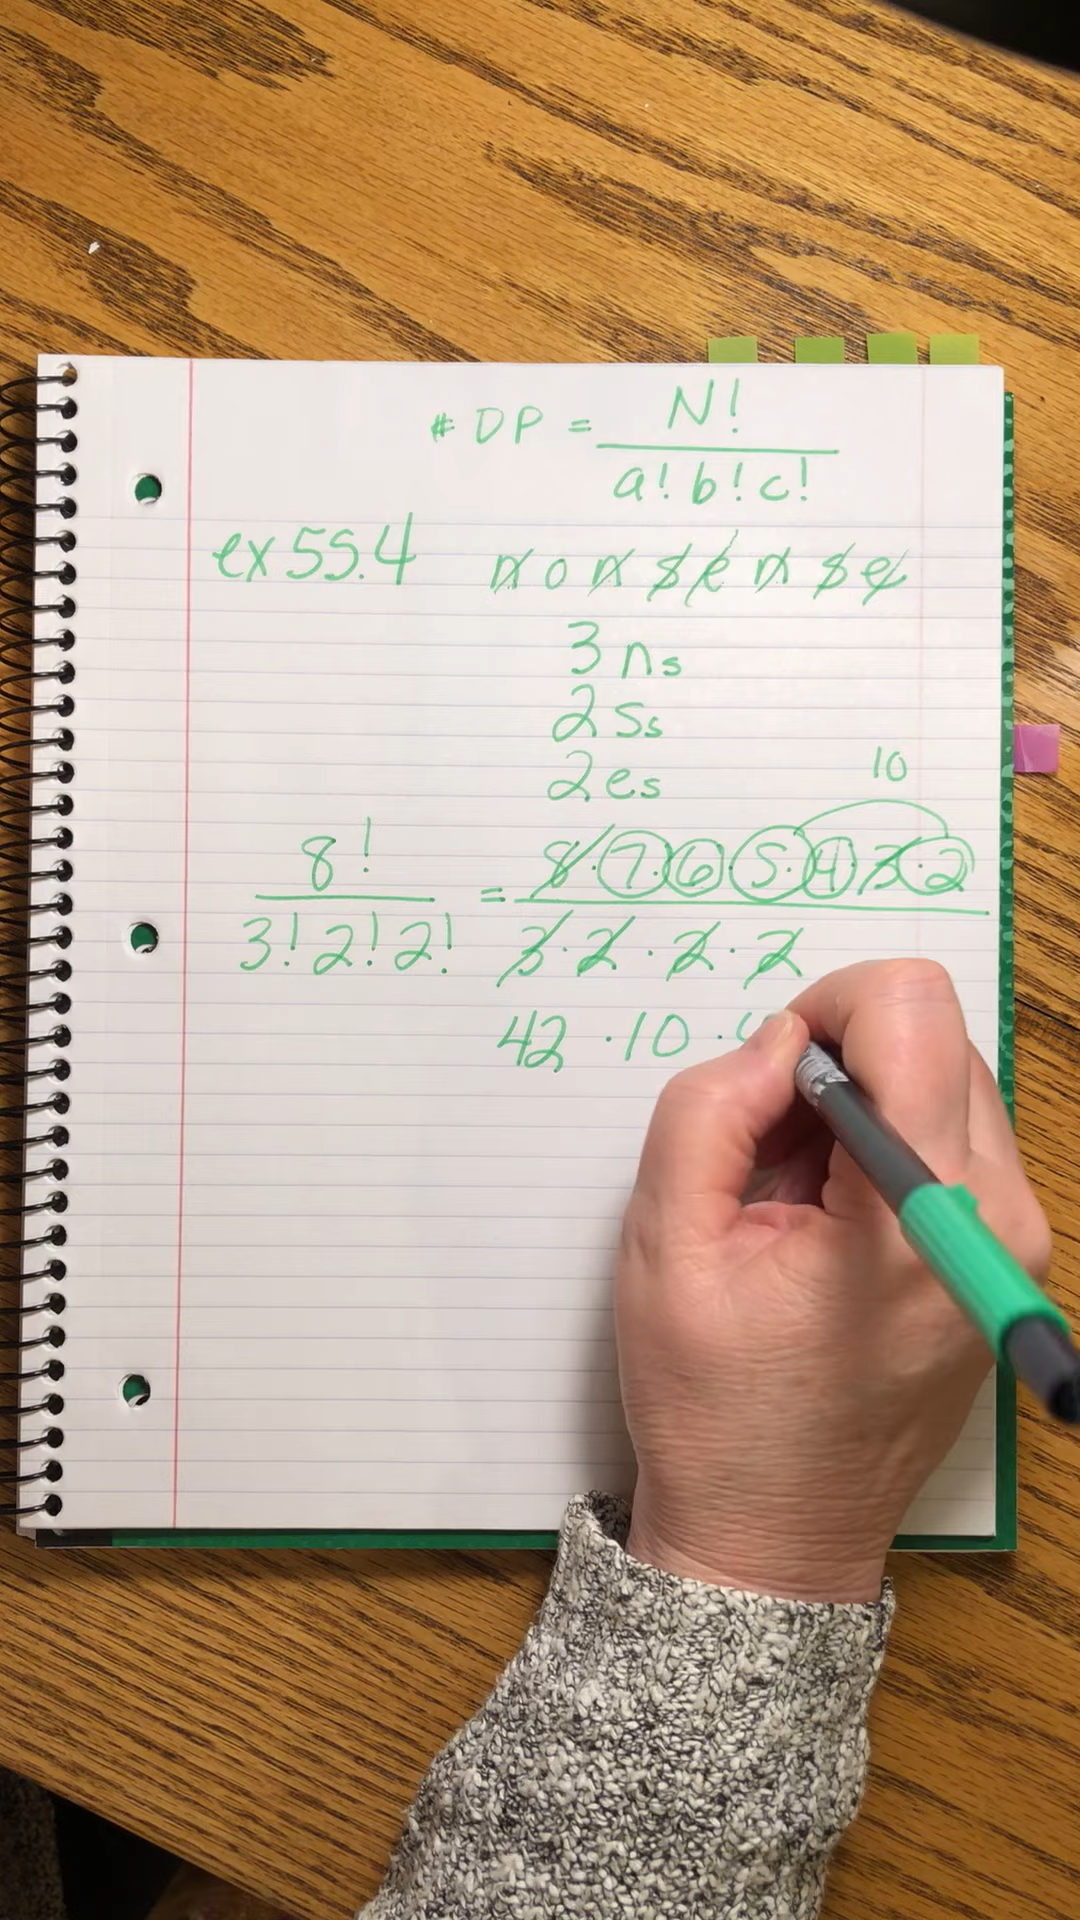 # DP = N!
a! b! c!
ex 55.4 n o n s e n s e
3 ns
2 Ss
2 es
10
8! = 8·7·6·5·4·3·2
3! 2! 2! 3·2·2·2
42 ·10 ·